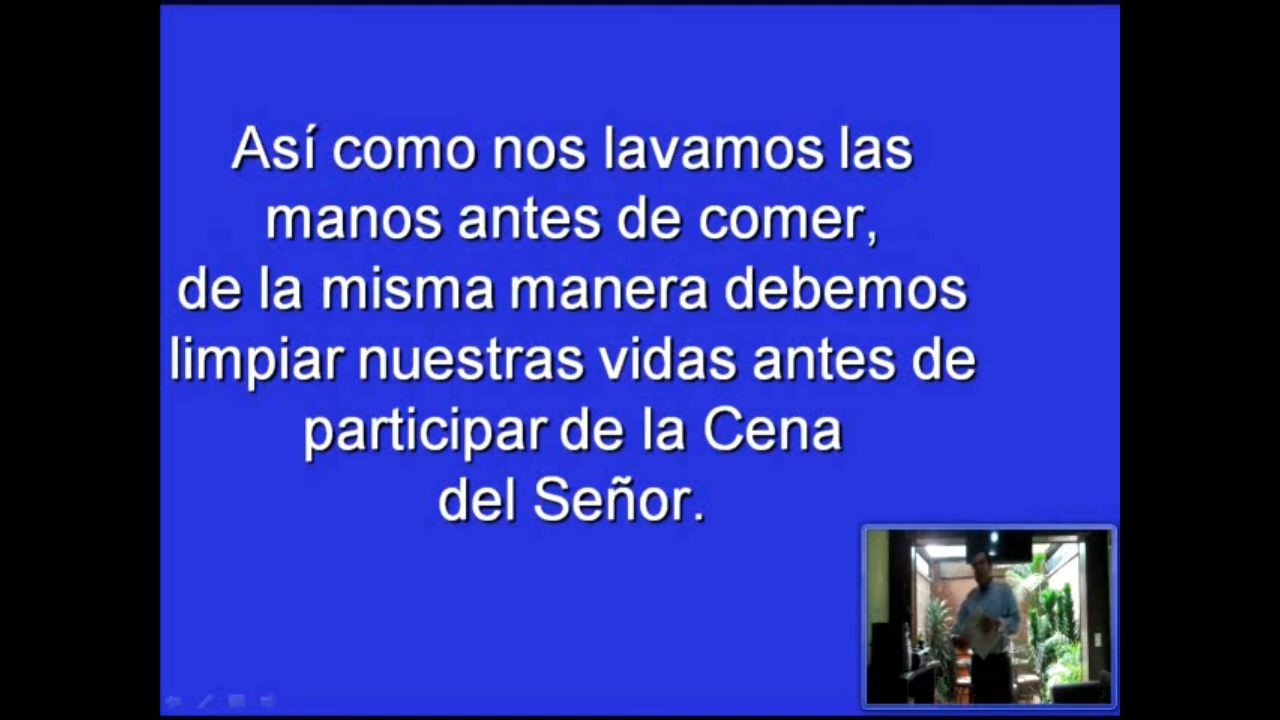 Así como nos lavamos las
manos antes de comer,
de la misma manera debemos
limpiar nuestras vidas antes de
participar de la Cena
del Señor.